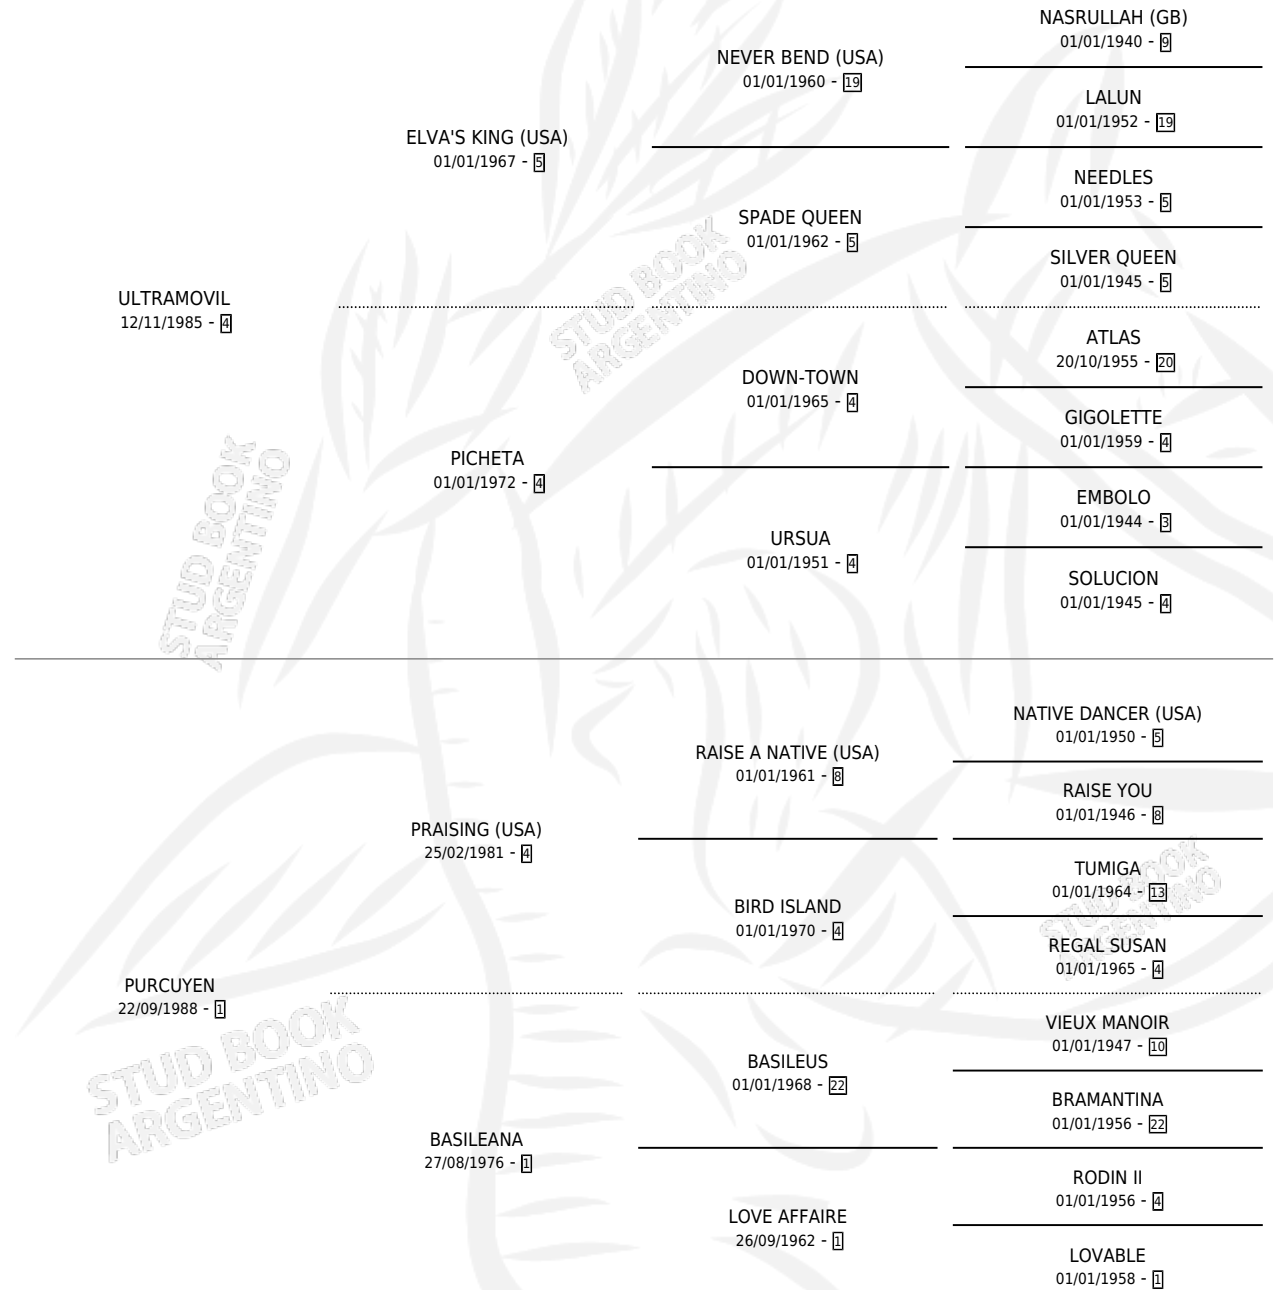 NASRULLAH (GB)
01/01/1940 - 9
NEVER BEND (USA)
01/01/1960 - 19
LALUN
01/01/1952 - 19
ELVA'S KING (USA)
01/01/1967 - 5
NEEDLES
01/01/1953 - 5
SPADE QUEEN
01/01/1962 - 5
SILVER QUEEN
01/01/1945 - 5
STUD BOOK
ARGENTINO
ULTRAMOVIL
12/11/1985 - 4
ATLAS
20/10/1955 - 20
DOWN-TOWN
01/01/1965 - 4
GIGOLETTE
01/01/1959 - 4
PICHETA
01/01/1972 - 4
EMBOLO
01/01/1944 - 3
URSUA
01/01/1951 - 4
SOLUCION
01/01/1945 - 4
STUD BOOK
ARGENTINO
NATIVE DANCER (USA)
01/01/1950 - 5
RAISE A NATIVE (USA)
01/01/1961 - 8
RAISE YOU
01/01/1946 - 8
PRAISING (USA)
25/02/1981 - 4
TUMIGA
01/01/1964 - 13
BIRD ISLAND
01/01/1970 - 4
REGAL SUSAN
01/01/1965 - 4
STUD BOOK
ARGENTINO
PURCUYEN
22/09/1988 - 1
VIEUX MANOIR
01/01/1947 - 10
BASILEUS
01/01/1968 - 22
BRAMANTINA
01/01/1956 - 22
STUD BOOK
ARGENTINO
BASILEANA
27/08/1976 - 1
RODIN II
01/01/1956 - 4
LOVE AFFAIRE
26/09/1962 - 1
LOVABLE
01/01/1958 - 1